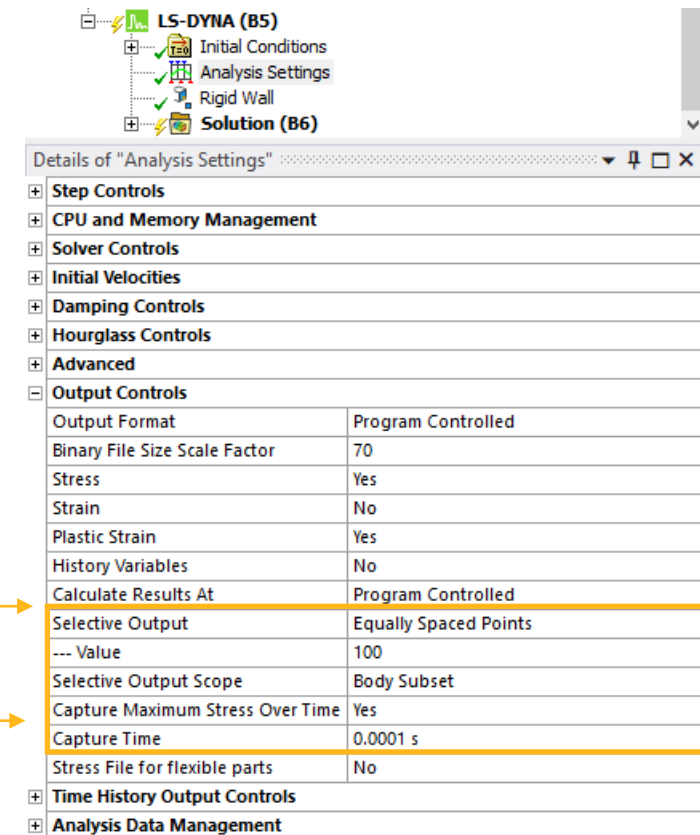 LS-DYNA (B5)
T=0 Initial Conditions
Analysis Settings
Rigid Wall
Solution (B6)
Details of "Analysis Settings"
Step Controls
CPU and Memory Management
Solver Controls
Initial Velocities
Damping Controls
Hourglass Controls
Advanced
Output Controls
Output Format Program Controlled
Binary File Size Scale Factor 70
Stress Yes
Strain No
Plastic Strain Yes
History Variables No
Calculate Results At Program Controlled
Selective Output Equally Spaced Points
--- Value 100
Selective Output Scope Body Subset
Capture Maximum Stress Over Time Yes
Capture Time 0.0001 s
Stress File for flexible parts No
Time History Output Controls
Analysis Data Management